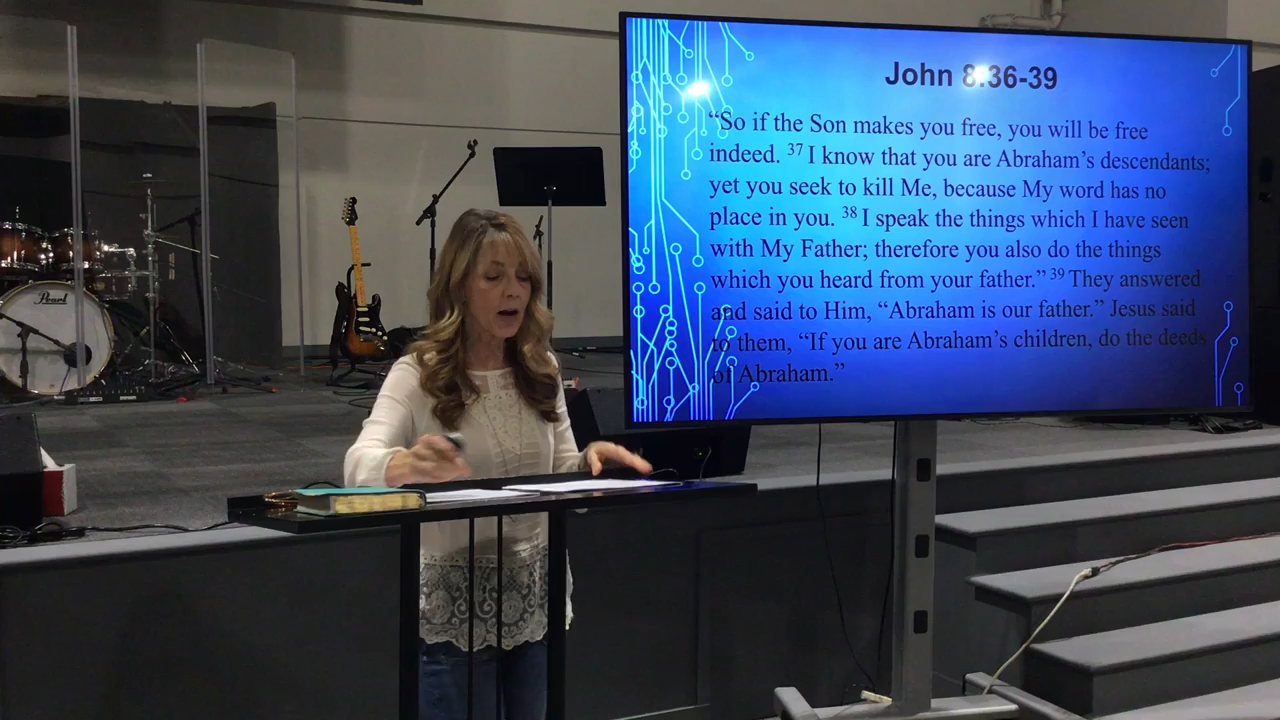 John 8:36-39
“So if the Son makes you free, you will be free
indeed. 37 I know that you are Abraham’s descendants;
yet you seek to kill Me, because My word has no
place in you. 38 I speak the things which I have seen
with My Father; therefore you also do the things
which you heard from your father.” 39 They answered
and said to Him, “Abraham is our father.” Jesus said
to them, “If you are Abraham’s children, do the deeds
of Abraham.”
Pearl